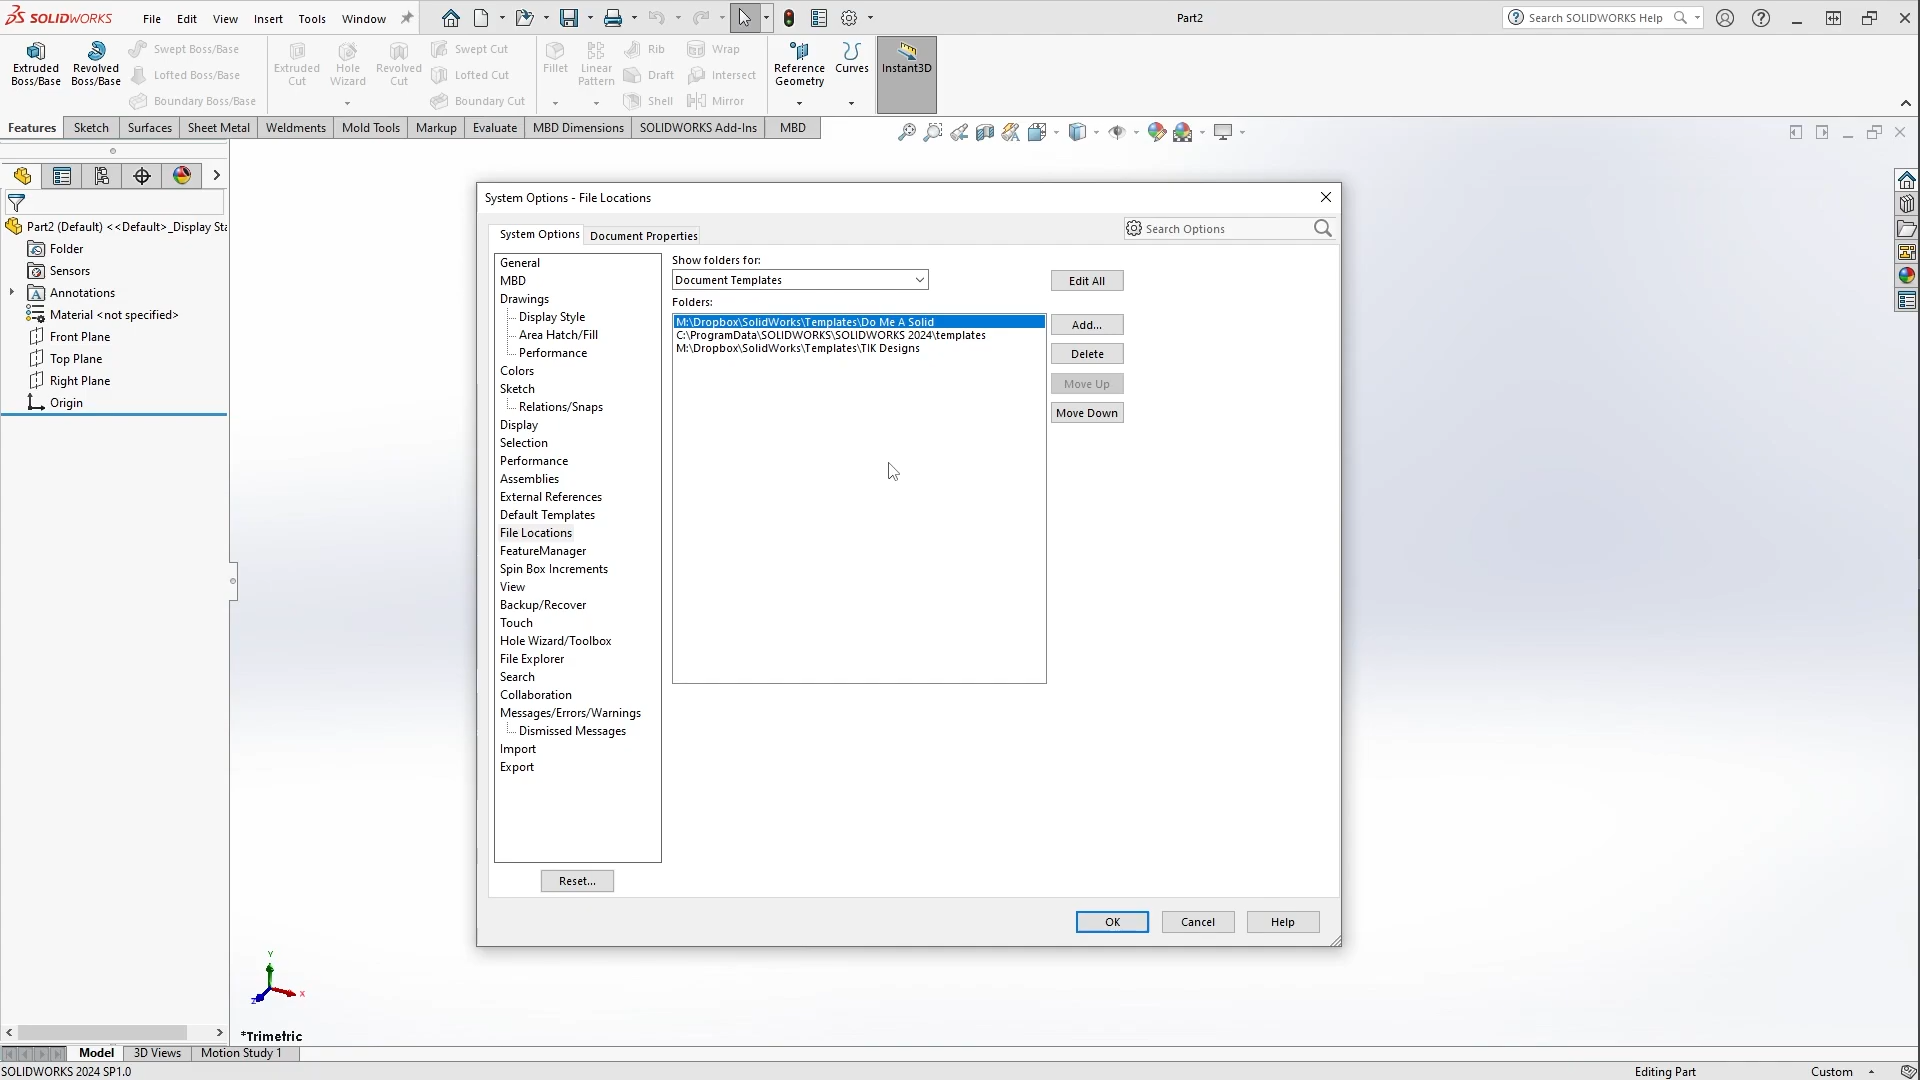 SOLIDWORKS
File Edit View Insert Tools Window
Part2
Search SOLIDWORKS Help
Extruded Boss/Base
Revolved Boss/Base
Swept Boss/Base
Lofted Boss/Base
Boundary Boss/Base
Extruded Cut
Hole Wizard
Revolved Cut
Swept Cut
Lofted Cut
Boundary Cut
Fillet
Linear Pattern
Rib
Draft
Shell
Wrap
Intersect
Mirror
Reference Geometry
Curves
Instant3D
Features Sketch Surfaces Sheet Metal Weldments Mold Tools Markup Evaluate MBD Dimensions SOLIDWORKS Add-Ins MBD
Part2 (Default) <<Default>_Display Sta
Folder
Sensors
Annotations
Material <not specified>
Front Plane
Top Plane
Right Plane
Origin
System Options - File Locations
System Options Document Properties
Search Options
General
MBD
Drawings
Display Style
Area Hatch/Fill
Performance
Colors
Sketch
Relations/Snaps
Display
Selection
Performance
Assemblies
External References
Default Templates
File Locations
FeatureManager
Spin Box Increments
View
Backup/Recover
Touch
Hole Wizard/Toolbox
File Explorer
Search
Collaboration
Messages/Errors/Warnings
Dismissed Messages
Import
Export
Reset...
Show folders for:
Document Templates
Folders:
M:\Dropbox\SolidWorks\Templates\Do Me A Solid
C:\ProgramData\SOLIDWORKS\SOLIDWORKS 2024\templates
M:\Dropbox\SolidWorks\Templates\TIK Designs
Edit All
Add...
Delete
Move Up
Move Down
OK Cancel Help
Y
X
Z
*Trimetric
Model 3D Views Motion Study 1
SOLIDWORKS 2024 SP1.0
Editing Part
Custom